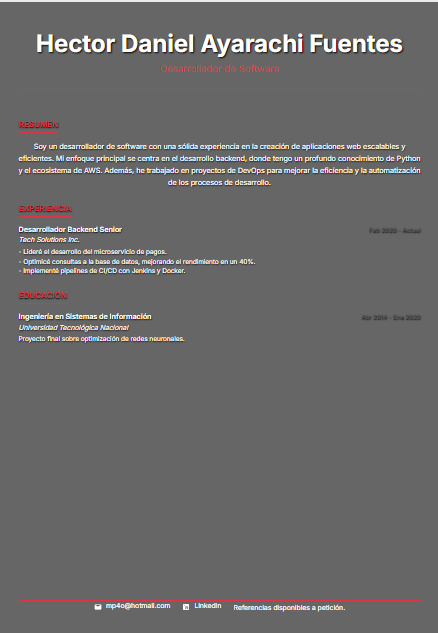 Hector Daniel Ayarachi Fuentes
Desarrollador de Software
RESUMEN
Soy un desarrollador de software con una sólida experiencia en la creación de aplicaciones web escalables y
eficientes. Mi enfoque principal se centra en el desarrollo backend, donde tengo un profundo conocimiento de Python
y el ecosistema de AWS. Además, he trabajado en proyectos de DevOps para mejorar la eficiencia y la automatización
de los procesos de desarrollo.
EXPERIENCIA
Desarrollador Backend Senior Feb 2020 - Actual
Tech Solutions Inc.
- Lideré el desarrollo del microservicio de pagos.
- Optimicé consultas a la base de datos, mejorando el rendimiento en un 40%.
- Implementé pipelines de CI/CD con Jenkins y Docker.
EDUCACIÓN
Ingeniería en Sistemas de Información Abr 2014 - Ene 2020
Universidad Tecnológica Nacional
Proyecto final sobre optimización de redes neuronales.
mp4o@hotmail.com LinkedIn Referencias disponibles a petición.